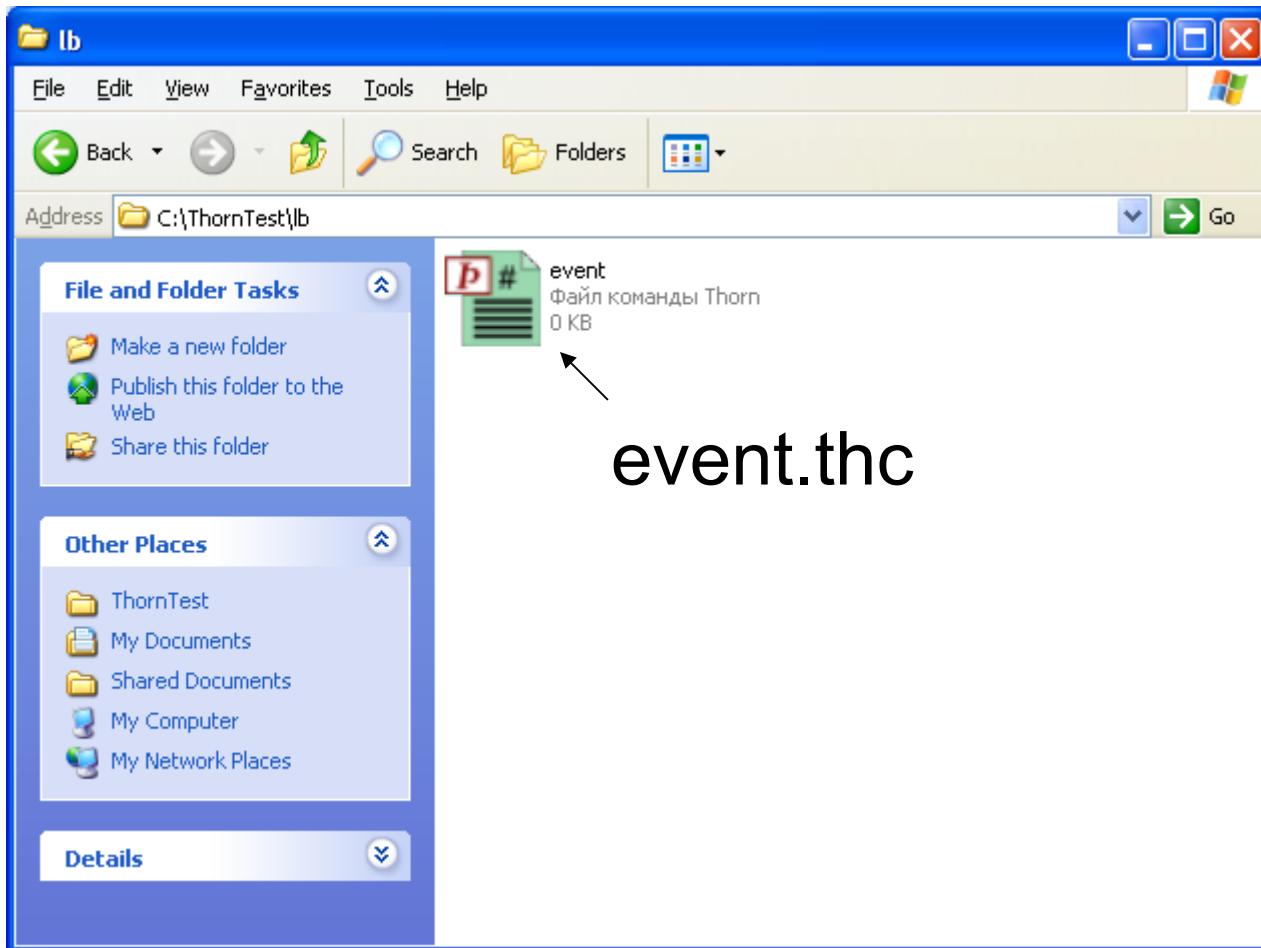 lb
File Edit View Favorites Tools Help
Back Search Folders
Address C:\ThornTest\lb Go
File and Folder Tasks
Make a new folder
Publish this folder to the
Web
Share this folder
Other Places
ThornTest
My Documents
Shared Documents
My Computer
My Network Places
Details
Þ #
event
Файл команды Thorn
0 KB
event.thc